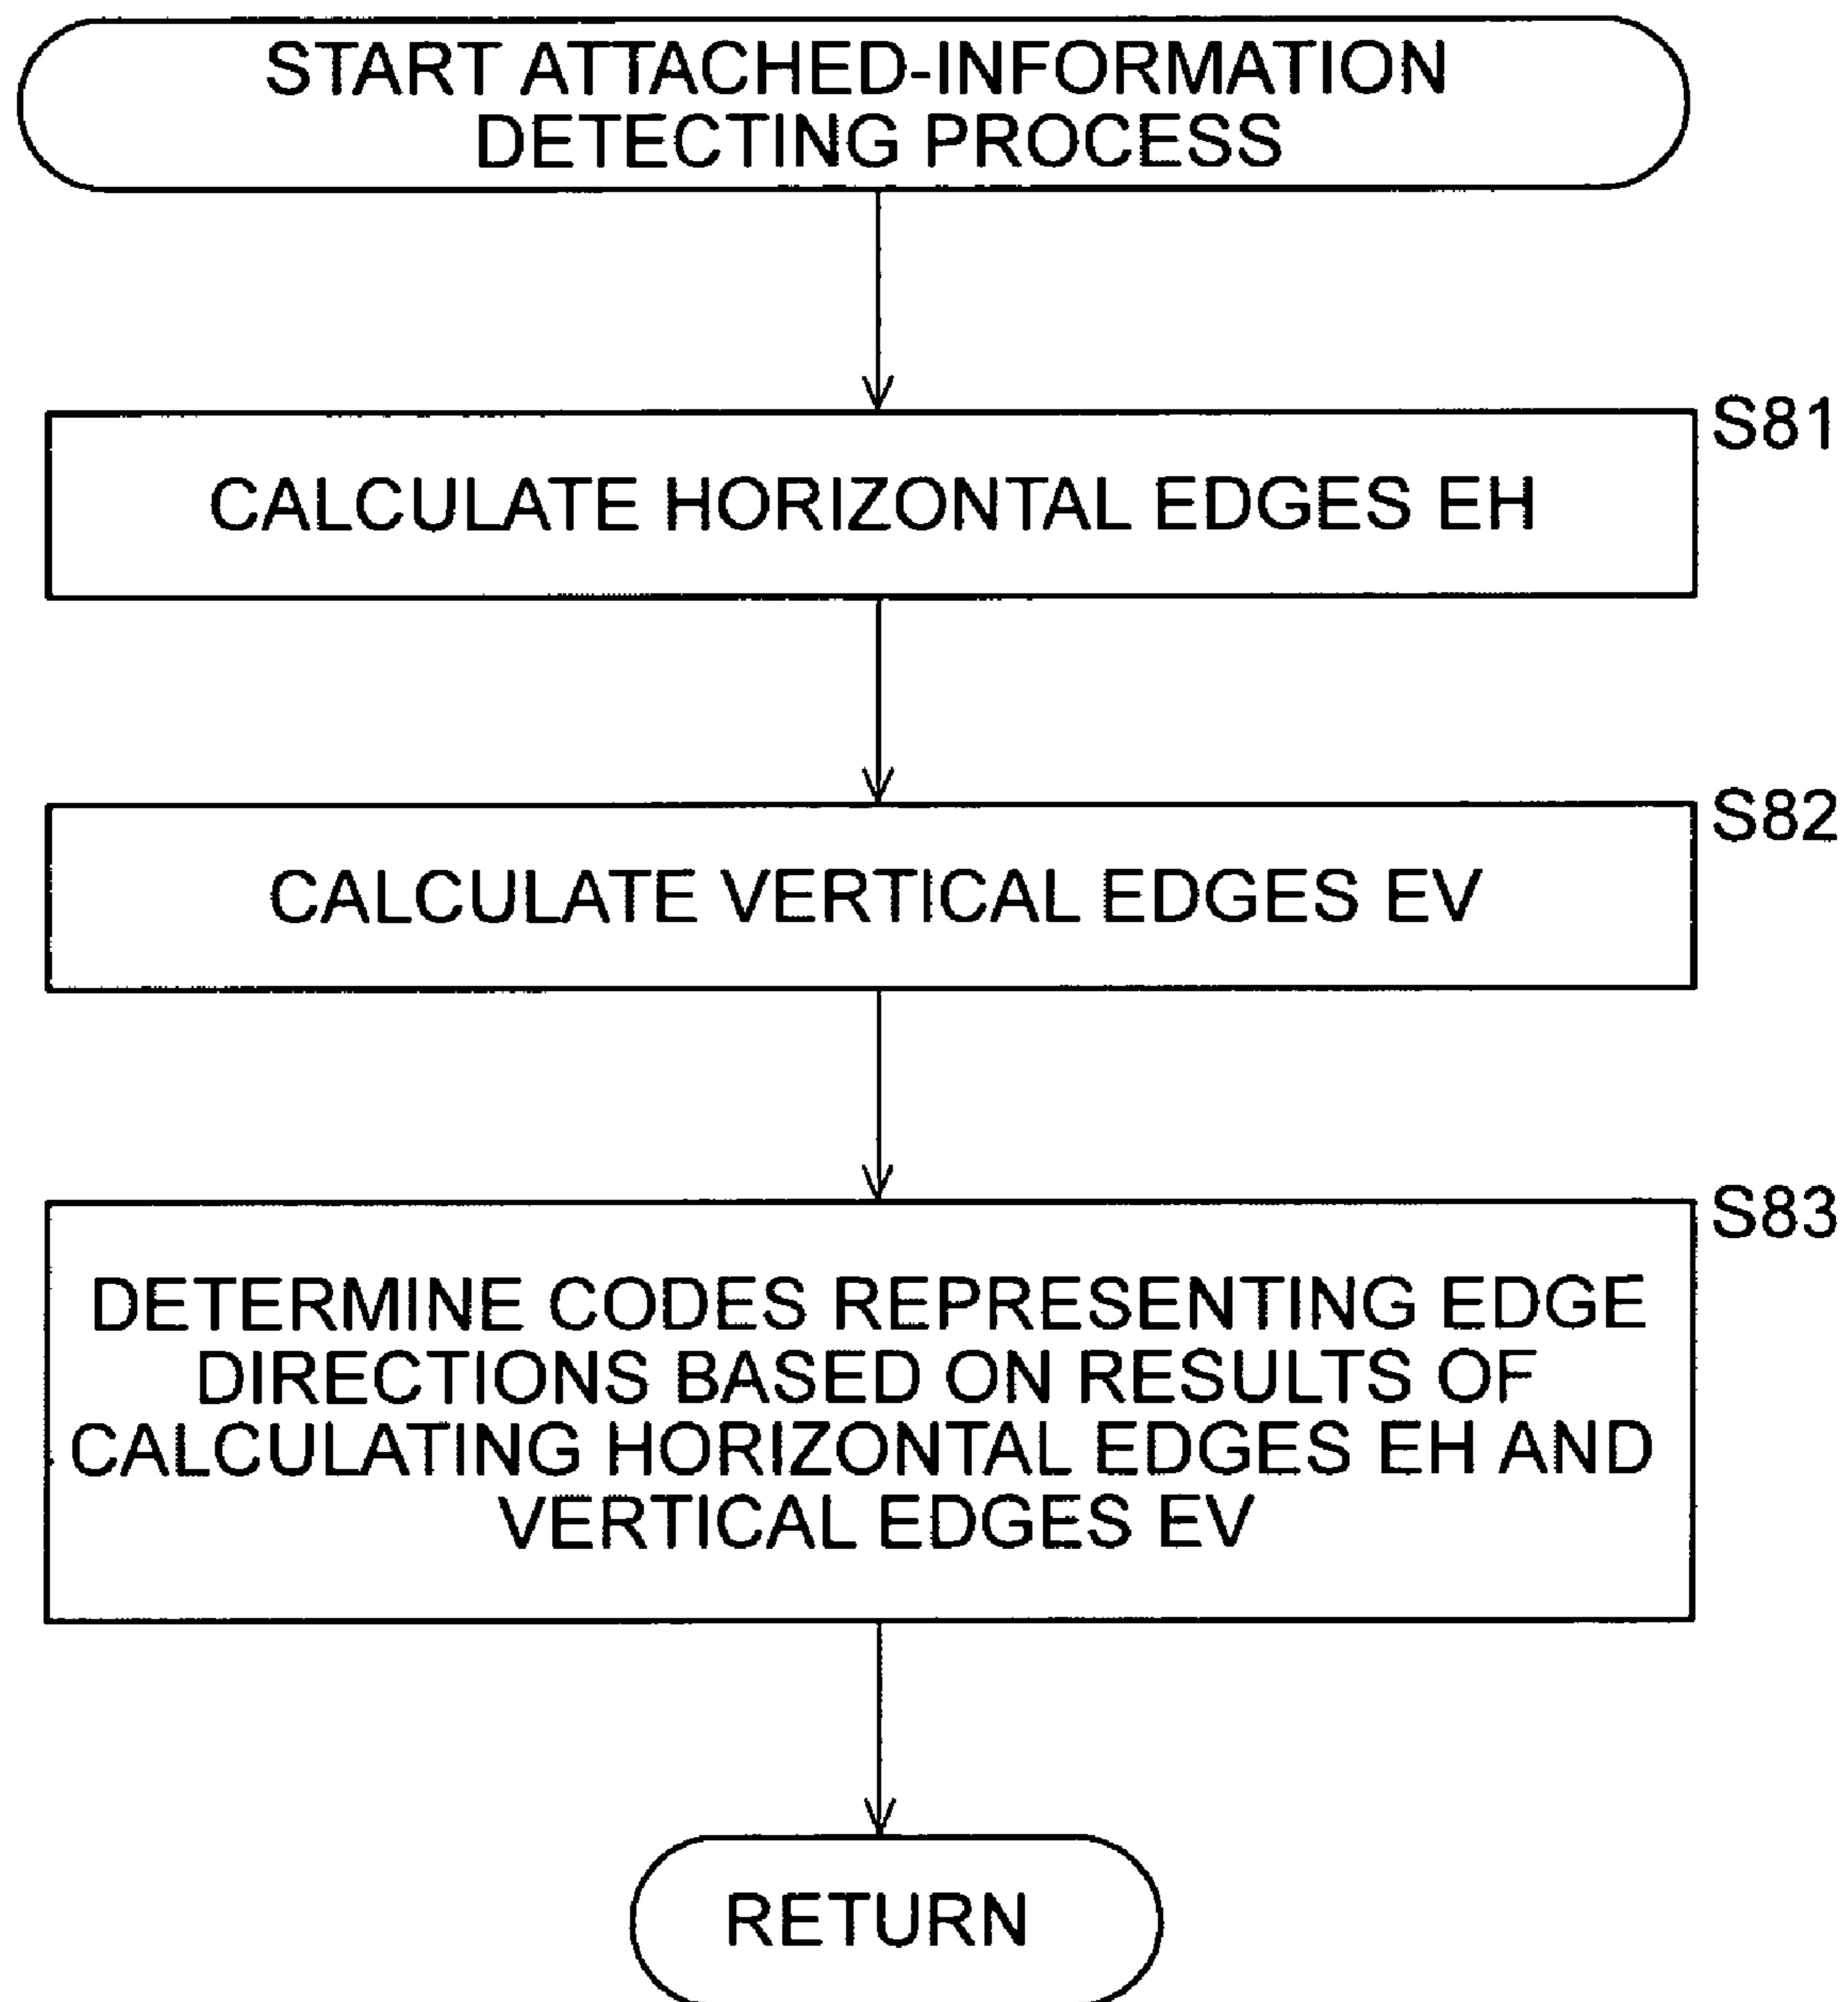 START ATTACHED-INFORMATION
DETECTING PROCESS
S81
CALCULATE HORIZONTAL EDGES EH
S82
CALCULATE VERTICAL EDGES EV
S83
DETERMINE CODES REPRESENTING EDGE
DIRECTIONS BASED ON RESULTS OF
CALCULATING HORIZONTAL EDGES EH AND
VERTICAL EDGES EV
RETURN